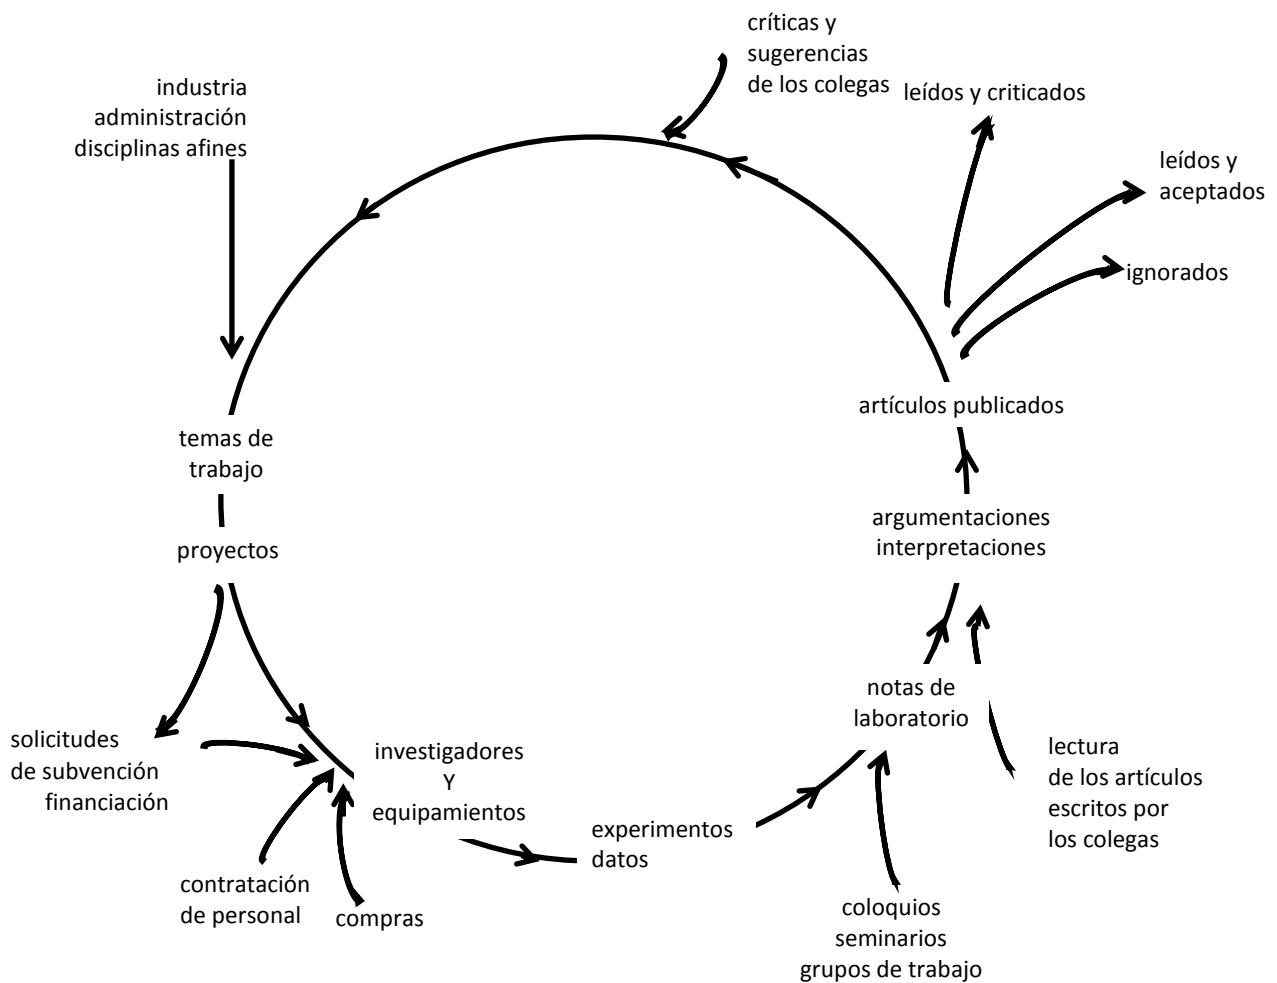 críticas y
sugerencias
de los colegas
leídos y criticados
industria
administración
disciplinas afines
leídos y
aceptados
ignorados
artículos publicados
temas de
trabajo
argumentaciones
interpretaciones
proyectos
notas de
laboratorio
solicitudes
de subvención
financiación
investigadores
Y
equipamientos
lectura
de los artículos
escritos por
los colegas
experimentos
datos
contratación
de personal
compras
coloquios
seminarios
grupos de trabajo